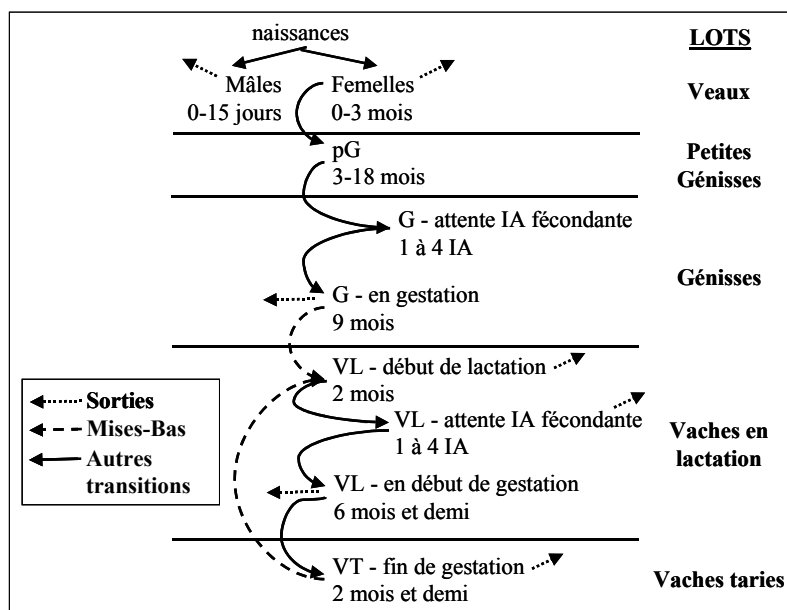 naissances
LOTS
Mâles
0-15 jours
Femelles
0-3 mois
Veaux
pG
3-18 mois
Petites
Génisses
G - attente IA fécondante
1 à 4 IA
G - en gestation
9 mois
Génisses
VL - début de lactation
2 mois
VL - attente IA fécondante
1 à 4 IA
VL - en début de gestation
6 mois et demi
Vaches en
lactation
VT - fin de gestation
2 mois et demi
Vaches taries
Sorties
Mises-Bas
Autres
transitions